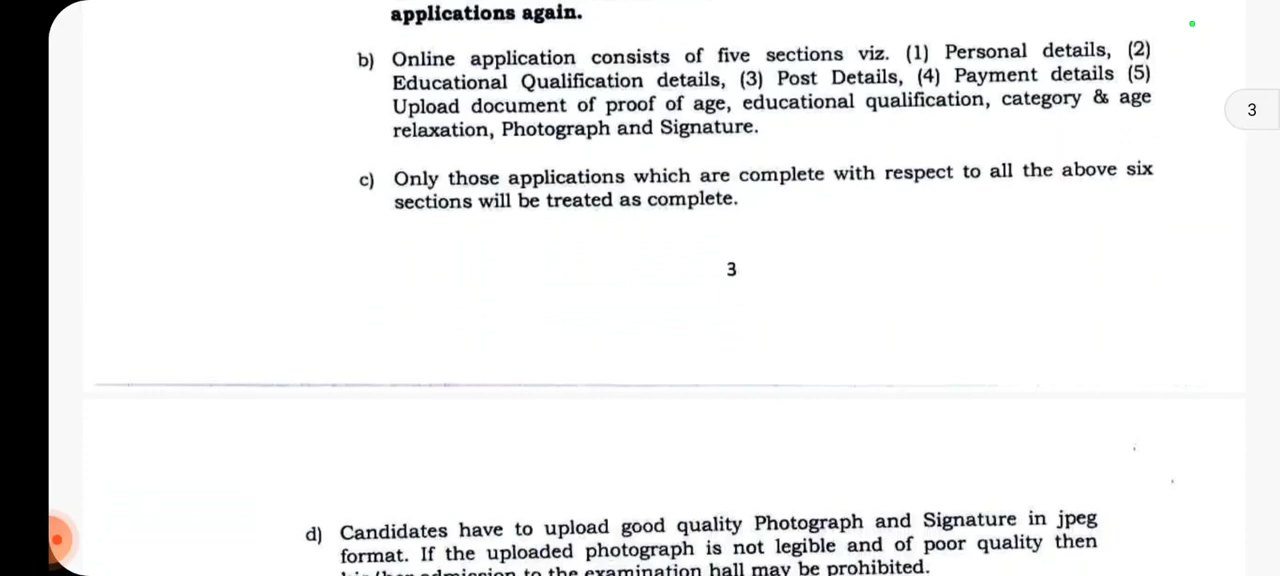 applications again.
b) Online application consists of five sections viz. (1) Personal details, (2)
Educational Qualification details, (3) Post Details, (4) Payment details (5)
Upload document of proof of age, educational qualification, category & age
relaxation, Photograph and Signature.
3
c) Only those applications which are complete with respect to all the above six
sections will be treated as complete.
3
d) Candidates have to upload good quality Photograph and Signature in jpeg
format. If the uploaded photograph is not legible and of poor quality then
admission to the examination hall may be prohibited.